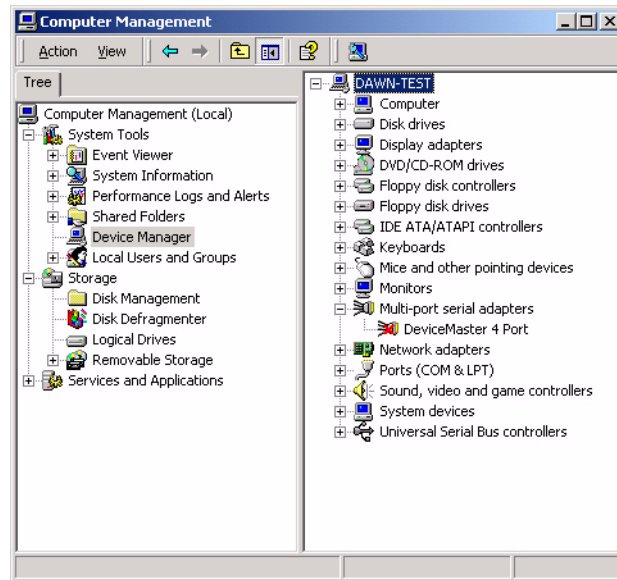 Computer Management
Action View
Tree
Computer Management (Local)
System Tools
Event Viewer
System Information
Performance Logs and Alerts
Shared Folders
Device Manager
Local Users and Groups
Storage
Disk Management
Disk Defragmenter
Logical Drives
Removable Storage
Services and Applications
DAWN-TEST
Computer
Disk drives
Display adapters
DVD/CD-ROM drives
Floppy disk controllers
Floppy disk drives
IDE ATA/ATAPI controllers
Keyboards
Mice and other pointing devices
Monitors
Multi-port serial adapters
DeviceMaster 4 Port
Network adapters
Ports (COM & LPT)
Sound, video and game controllers
System devices
Universal Serial Bus controllers